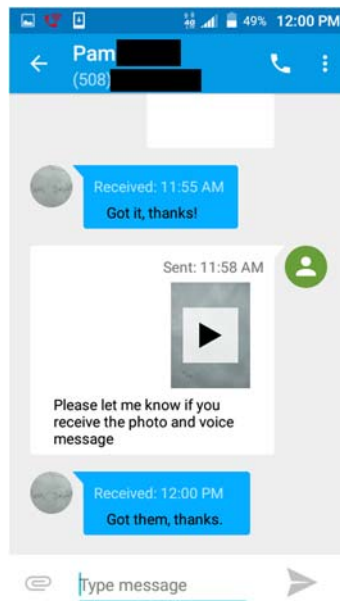 49% 12:00 PM
Pam
(508)
Received: 11:55 AM
Got it, thanks!
Sent: 11:58 AM
Please let me know if you
receive the photo and voice
message
Received: 12:00 PM
Got them, thanks.
Type message